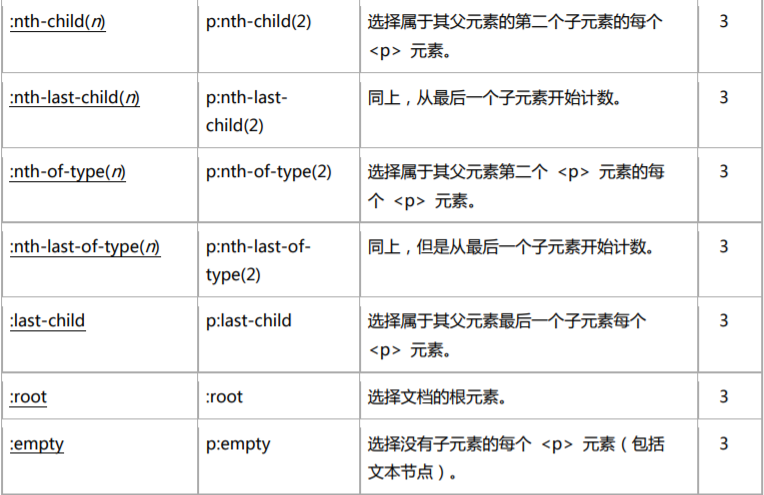 :nth-child(n) p:nth-child(2) 选择属于其父元素的第二个子元素的每个 3
<p> 元素。
:nth-last-child(n) p:nth-last- 同上，从最后一个子元素开始计数。 3
child(2)
:nth-of-type(n) p:nth-of-type(2) 选择属于其父元素第二个 <p> 元素的每 3
个 <p> 元素。
:nth-last-of-type(n) p:nth-last-of- 同上，但是从最后一个子元素开始计数。 3
type(2)
:last-child p:last-child 选择属于其父元素最后一个子元素每个 3
<p> 元素。
:root :root 选择文档的根元素。 3
:empty p:empty 选择没有子元素的每个 <p> 元素（包括 3
文本节点）。